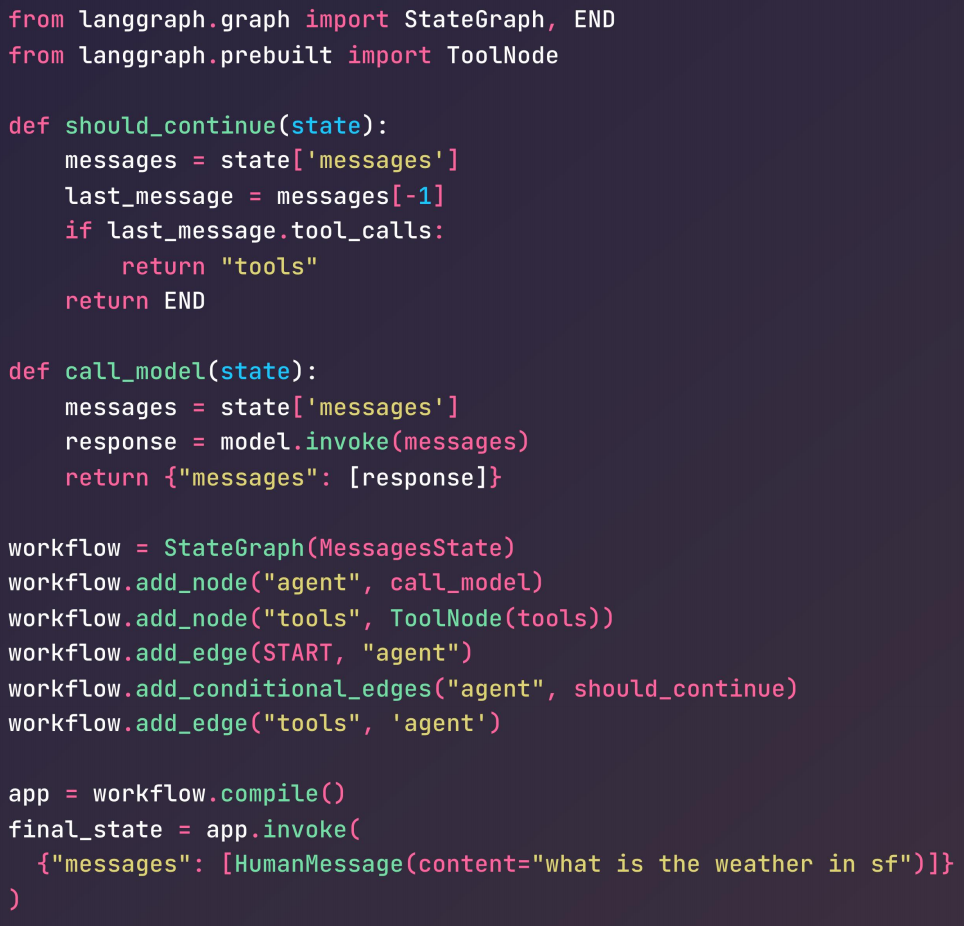 from langgraph.graph import StateGraph, END
from langgraph.prebuilt import ToolNode

def should_continue(state):
    messages = state['messages']
    last_message = messages[-1]
    if last_message.tool_calls:
        return "tools"
    return END

def call_model(state):
    messages = state['messages']
    response = model.invoke(messages)
    return {"messages": [response]}

workflow = StateGraph(MessagesState)
workflow.add_node("agent", call_model)
workflow.add_node("tools", ToolNode(tools))
workflow.add_edge(START, "agent")
workflow.add_conditional_edges("agent", should_continue)
workflow.add_edge("tools", 'agent')

app = workflow.compile()
final_state = app.invoke(
  {"messages": [HumanMessage(content="what is the weather in sf")]}
)